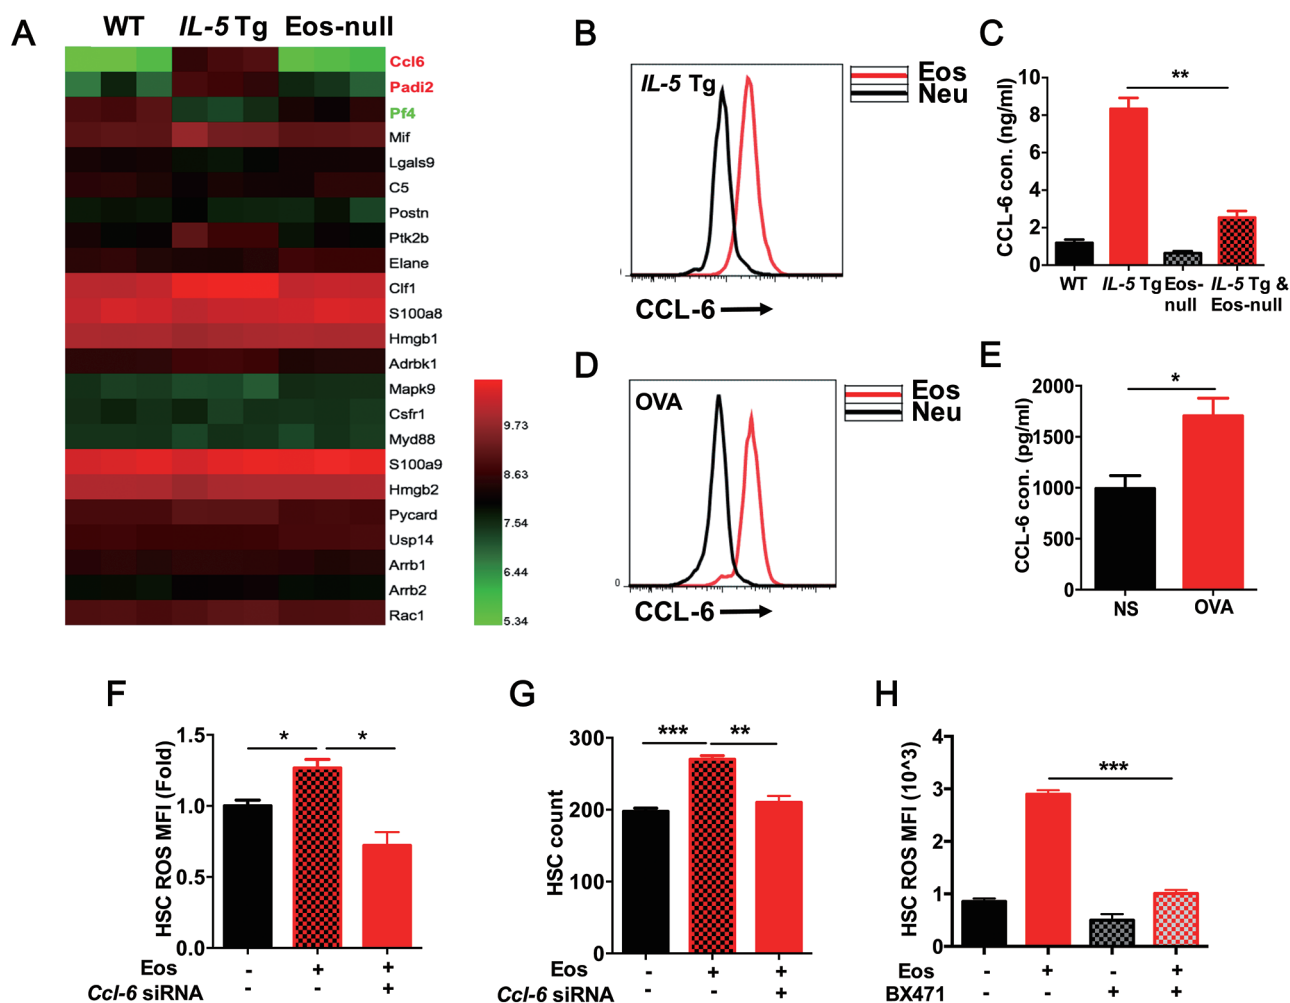 A
WT IL-5 Tg Eos-null
Ccl6
Padi2
Pf4
Mif
Lgals9
C5
Postn
Ptk2b
Elane
Clf1
S100a8
Hmgb1
Adrbk1
Mapk9
Csfr1
Myd88
S100a9
Hmgb2
Pycard
Usp14
Arrb1
Arrb2
Rac1
9.73
8.63
7.54
6.44
5.34
B
IL-5 Tg
Eos
Neu
0
CCL-6
C
CCL-6 con. (ng/ml)
10
8
6
4
2
0
**
WT IL-5 Tg Eos- IL-5 Tg &
null Eos-null
D
OVA
Eos
Neu
0
CCL-6
E
CCL-6 con. (pg/ml)
2000
1500
1000
500
0
*
NS OVA
F
HSC ROS MFI (Fold)
1.5
1.0
0.5
0.0
* *
Eos - + +
Ccl-6 siRNA - - +
G
HSC count
300
200
100
0
*** **
Eos - + +
Ccl-6 siRNA - - +
H
HSC ROS MFI (10^3)
4
3
2
1
0
***
Eos - + - +
BX471 - - + +